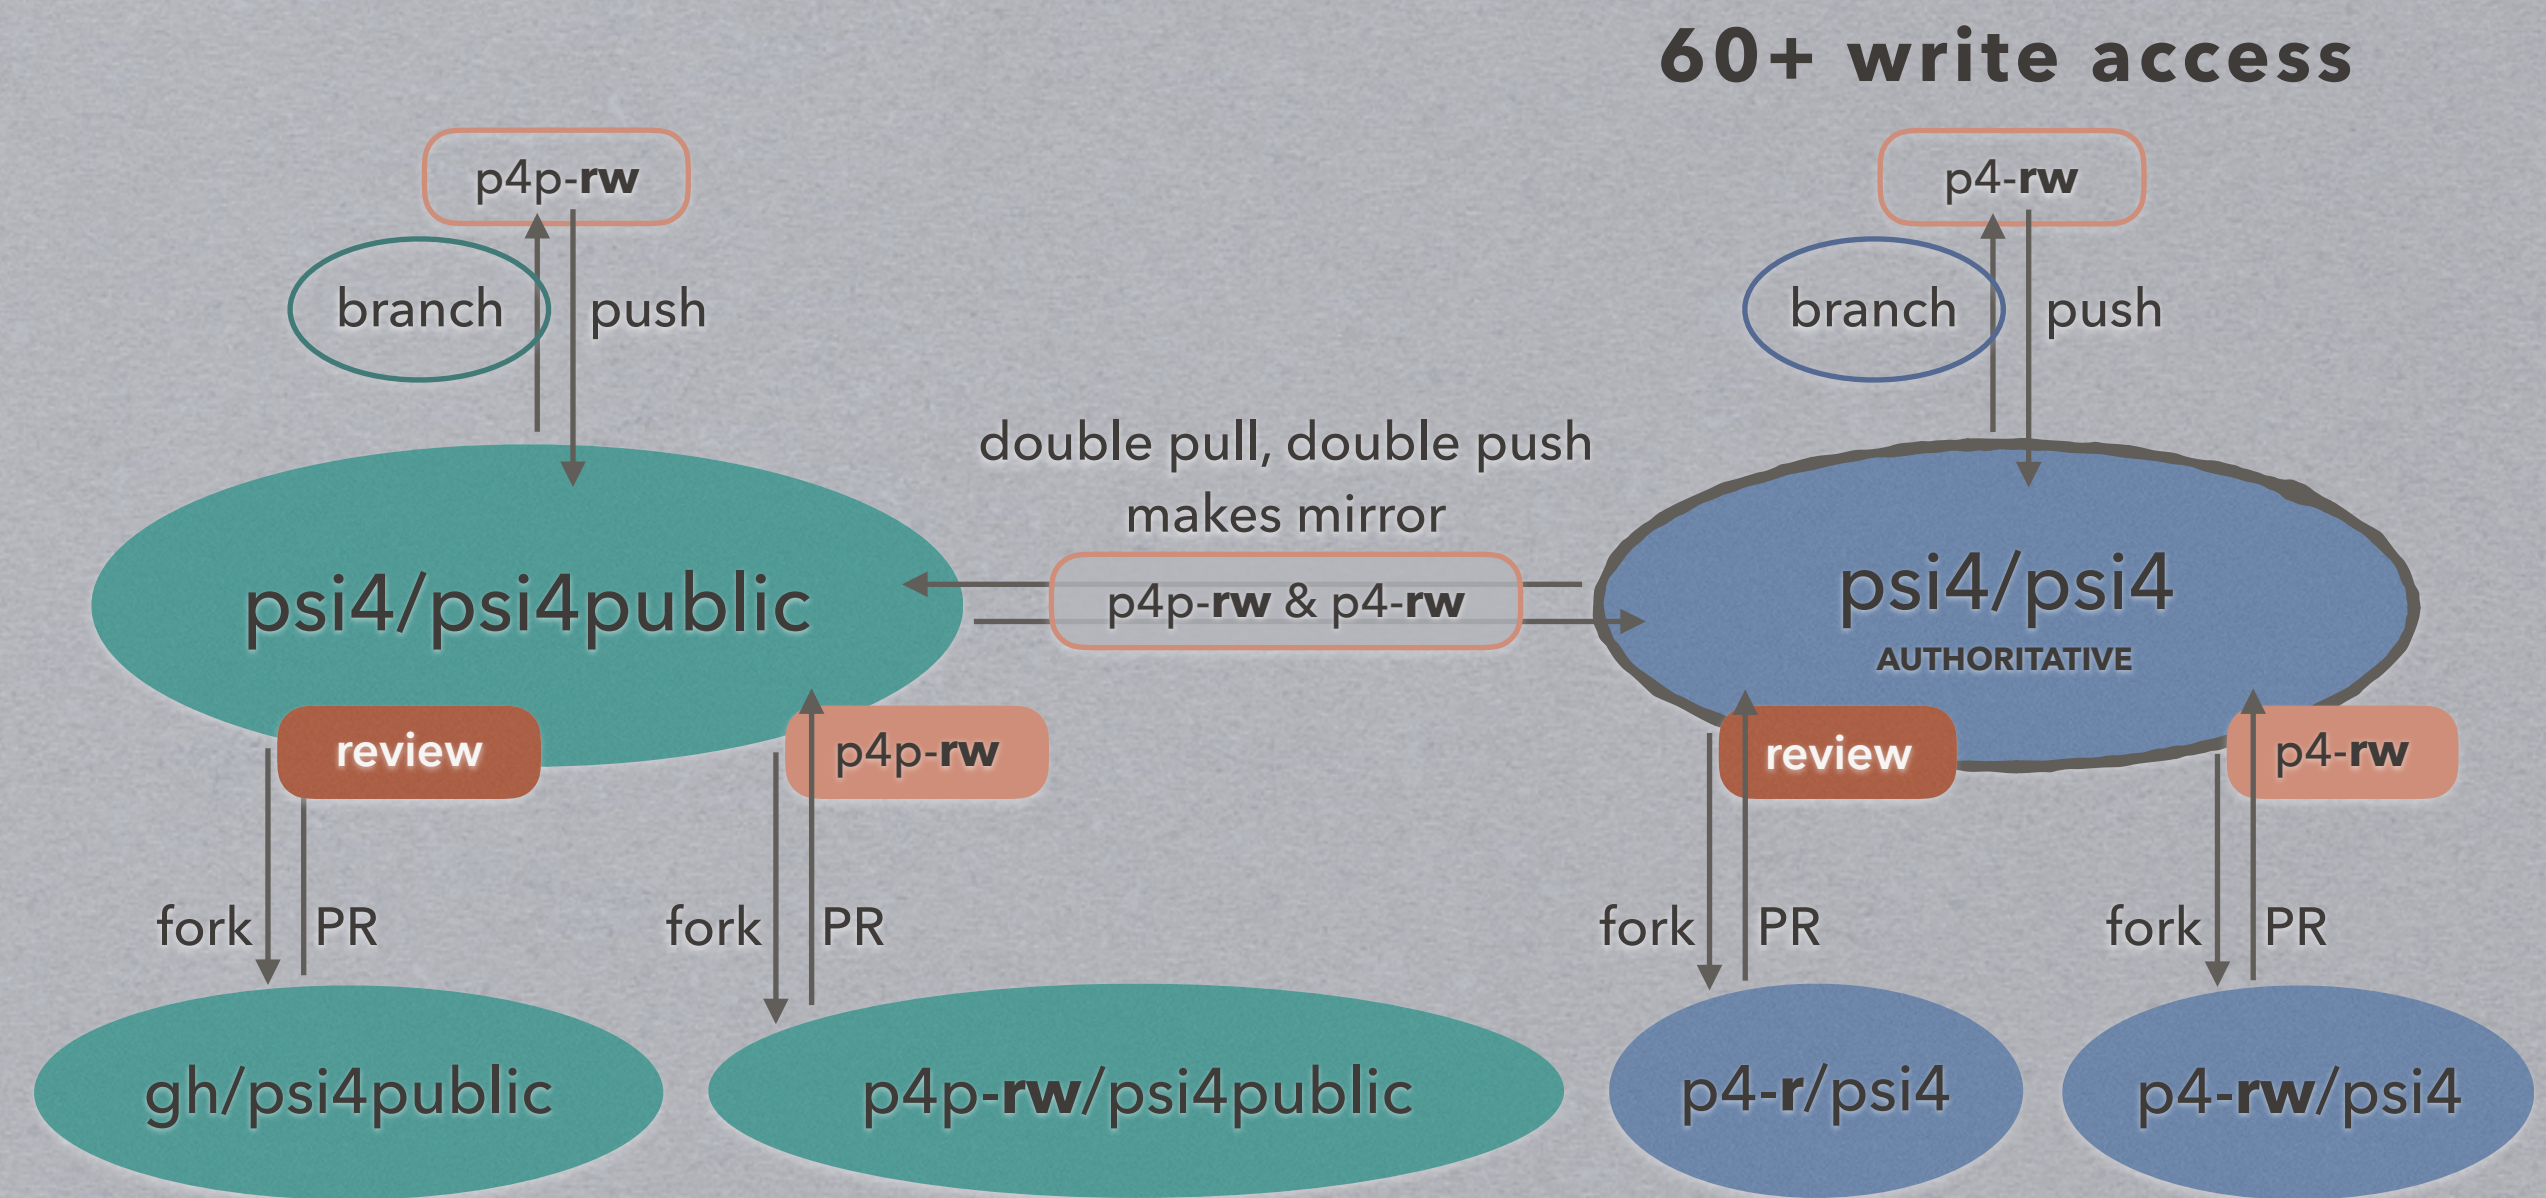 60+ write access
p4p-rw
p4-rw
branch
push
branch
push
double pull, double push
makes mirror
psi4/psi4public
p4p-rw & p4-rw
psi4/psi4
AUTHORITATIVE
review
p4p-rw
review
p4-rw
fork
PR
fork
PR
fork
PR
fork
PR
gh/psi4public
p4p-rw/psi4public
p4-r/psi4
p4-rw/psi4